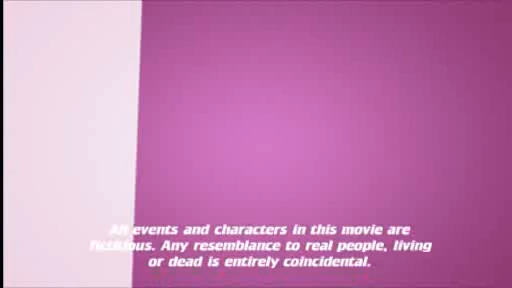 All events and characters in this movie are
fictitious. Any resemblance to real people, living
or dead is entirely coincidental.